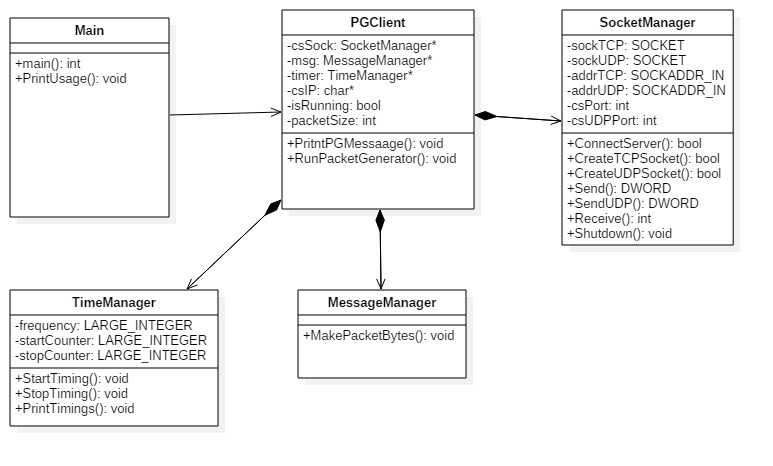 Main
+main(): int
+PrintUsage(): void
PGClient
-csSock: SocketManager*
-msg: MessageManager*
-timer: TimeManager*
-csIP: char*
-isRunning: bool
-packetSize: int
+PritntPGMessaage(): void
+RunPacketGenerator(): void
SocketManager
-sockTCP: SOCKET
-sockUDP: SOCKET
-addrTCP: SOCKADDR_IN
-addrUDP: SOCKADDR_IN
-csPort: int
-csUDPPort: int
+ConnectServer(): bool
+CreateTCPSocket(): bool
+CreateUDPSocket(): bool
+Send(): DWORD
+SendUDP(): DWORD
+Receive(): int
+Shutdown(): void
TimeManager
-frequency: LARGE_INTEGER
-startCounter: LARGE_INTEGER
-stopCounter: LARGE_INTEGER
+StartTiming(): void
+StopTiming(): void
+PrintTimings(): void
MessageManager
+MakePacketBytes(): void